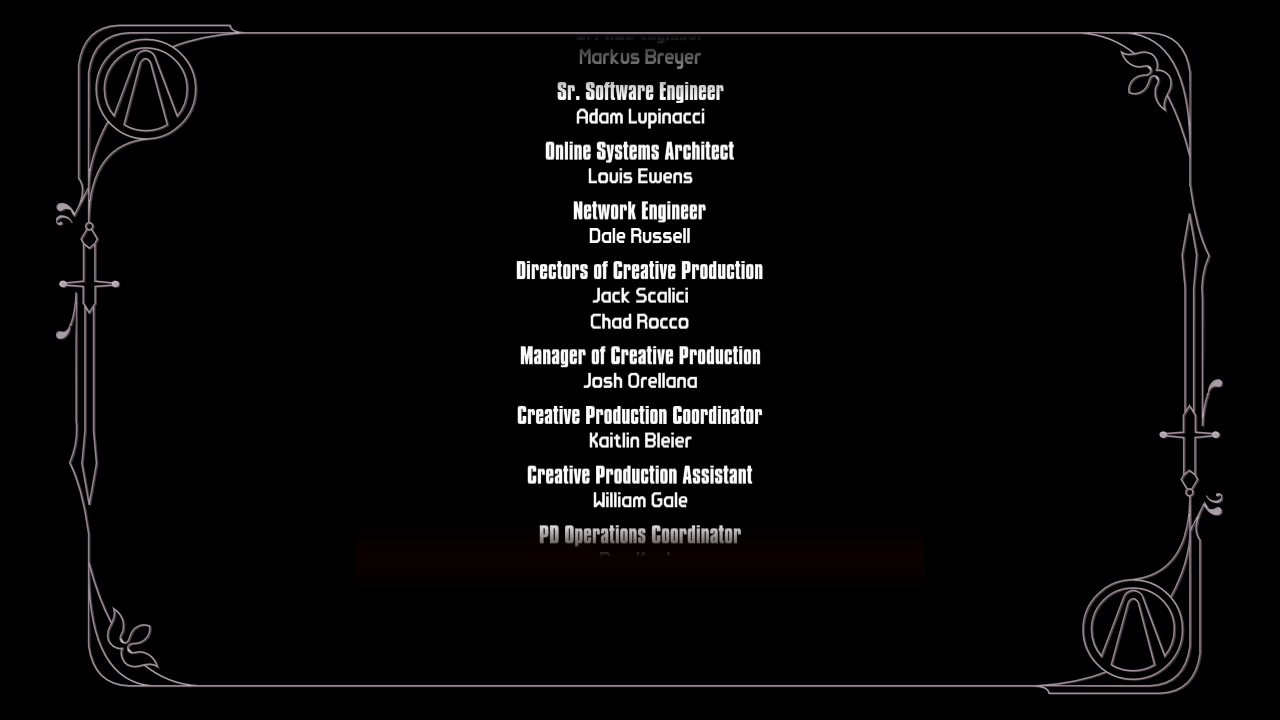 Markus Breyer
Sr. Software Engineer
Adam Lupinacci
Online Systems Architect
Louis Ewens
Network Engineer
Dale Russell
Directors of Creative Production
Jack Scalici
Chad Rocco
Manager of Creative Production
Josh Orellana
Creative Production Coordinator
Kaitlin Bleier
Creative Production Assistant
William Gale
PD Operations Coordinator